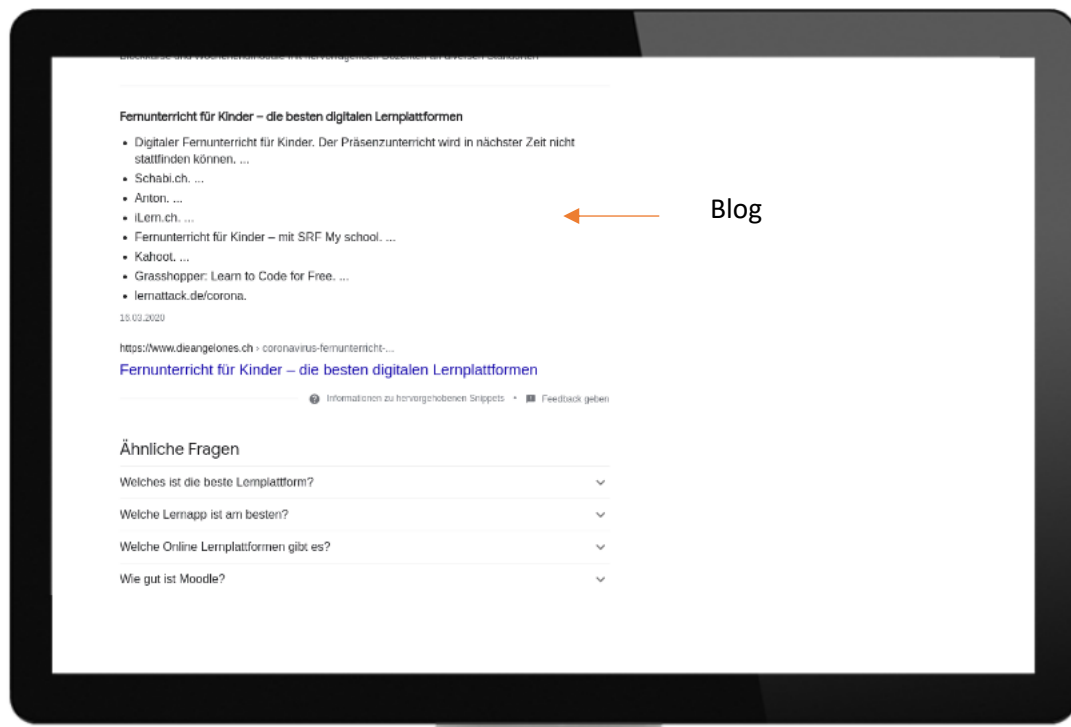 Fernunterricht für Kinder – die besten digitalen Lernplattformen
• Digitaler Fernunterricht für Kinder. Der Präsenzunterricht wird in nächster Zeit nicht
stattfinden können. ...
• Schabi.ch. ...
• Anton. ...
• iLern.ch. ...
• Fernunterricht für Kinder – mit SRF My school. ...
• Kahoot. ...
• Grasshopper: Learn to Code for Free. ...
• lernattack.de/corona.
16.03.2020
https://www.dieangelones.ch › coronavirus-fernunterricht-...
Fernunterricht für Kinder – die besten digitalen Lernplattformen
Informationen zu hervorgehobenen Snippets • Feedback geben
Blog
Ähnliche Fragen
Welches ist die beste Lernplattform?
Welche Lernapp ist am besten?
Welche Online Lernplattformen gibt es?
Wie gut ist Moodle?